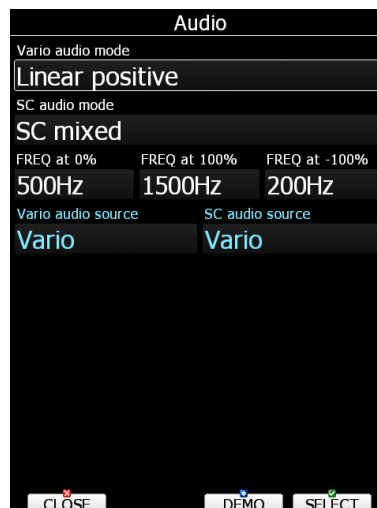 Audio
Vario audio mode
Linear positive
SC audio mode
SC mixed
FREQ at 0% FREQ at 100% FREQ at -100%
500Hz 1500Hz 200Hz
Vario audio source SC audio source
Vario Vario
CLOSE DEMO SELECT